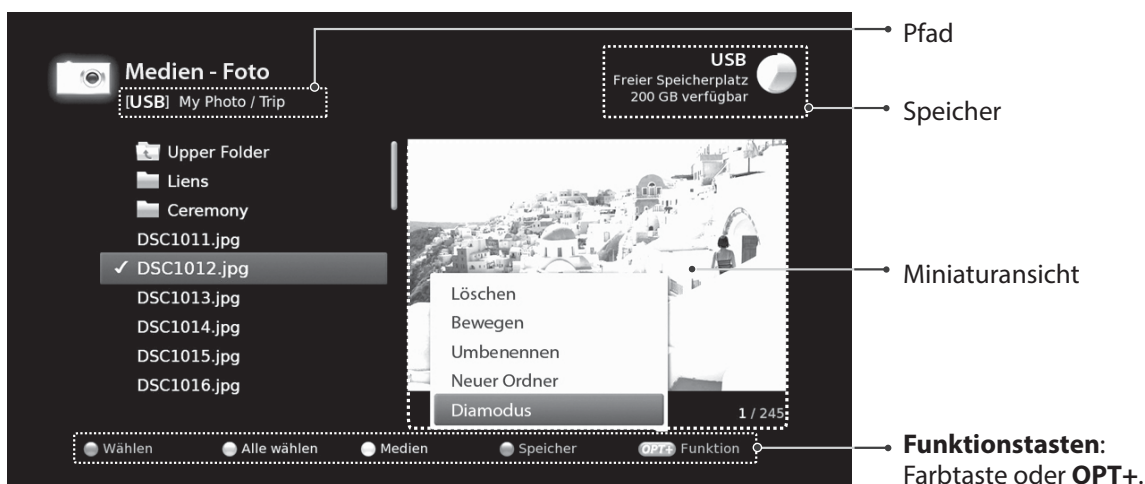 Medien - Foto
[USB] My Photo / Trip
USB
Freier Speicherplatz
200 GB verfügbar
Upper Folder
Liens
Ceremony
DSC1011.jpg
✓ DSC1012.jpg
DSC1013.jpg
DSC1014.jpg
DSC1015.jpg
DSC1016.jpg
Löschen
Bewegen
Umbenennen
Neuer Ordner
Diamodus
1 / 245
Wählen Alle wählen Medien Speicher OPT+ Funktion
Pfad
Speicher
Miniaturansicht
Funktionstasten:
Farbtaste oder OPT+.